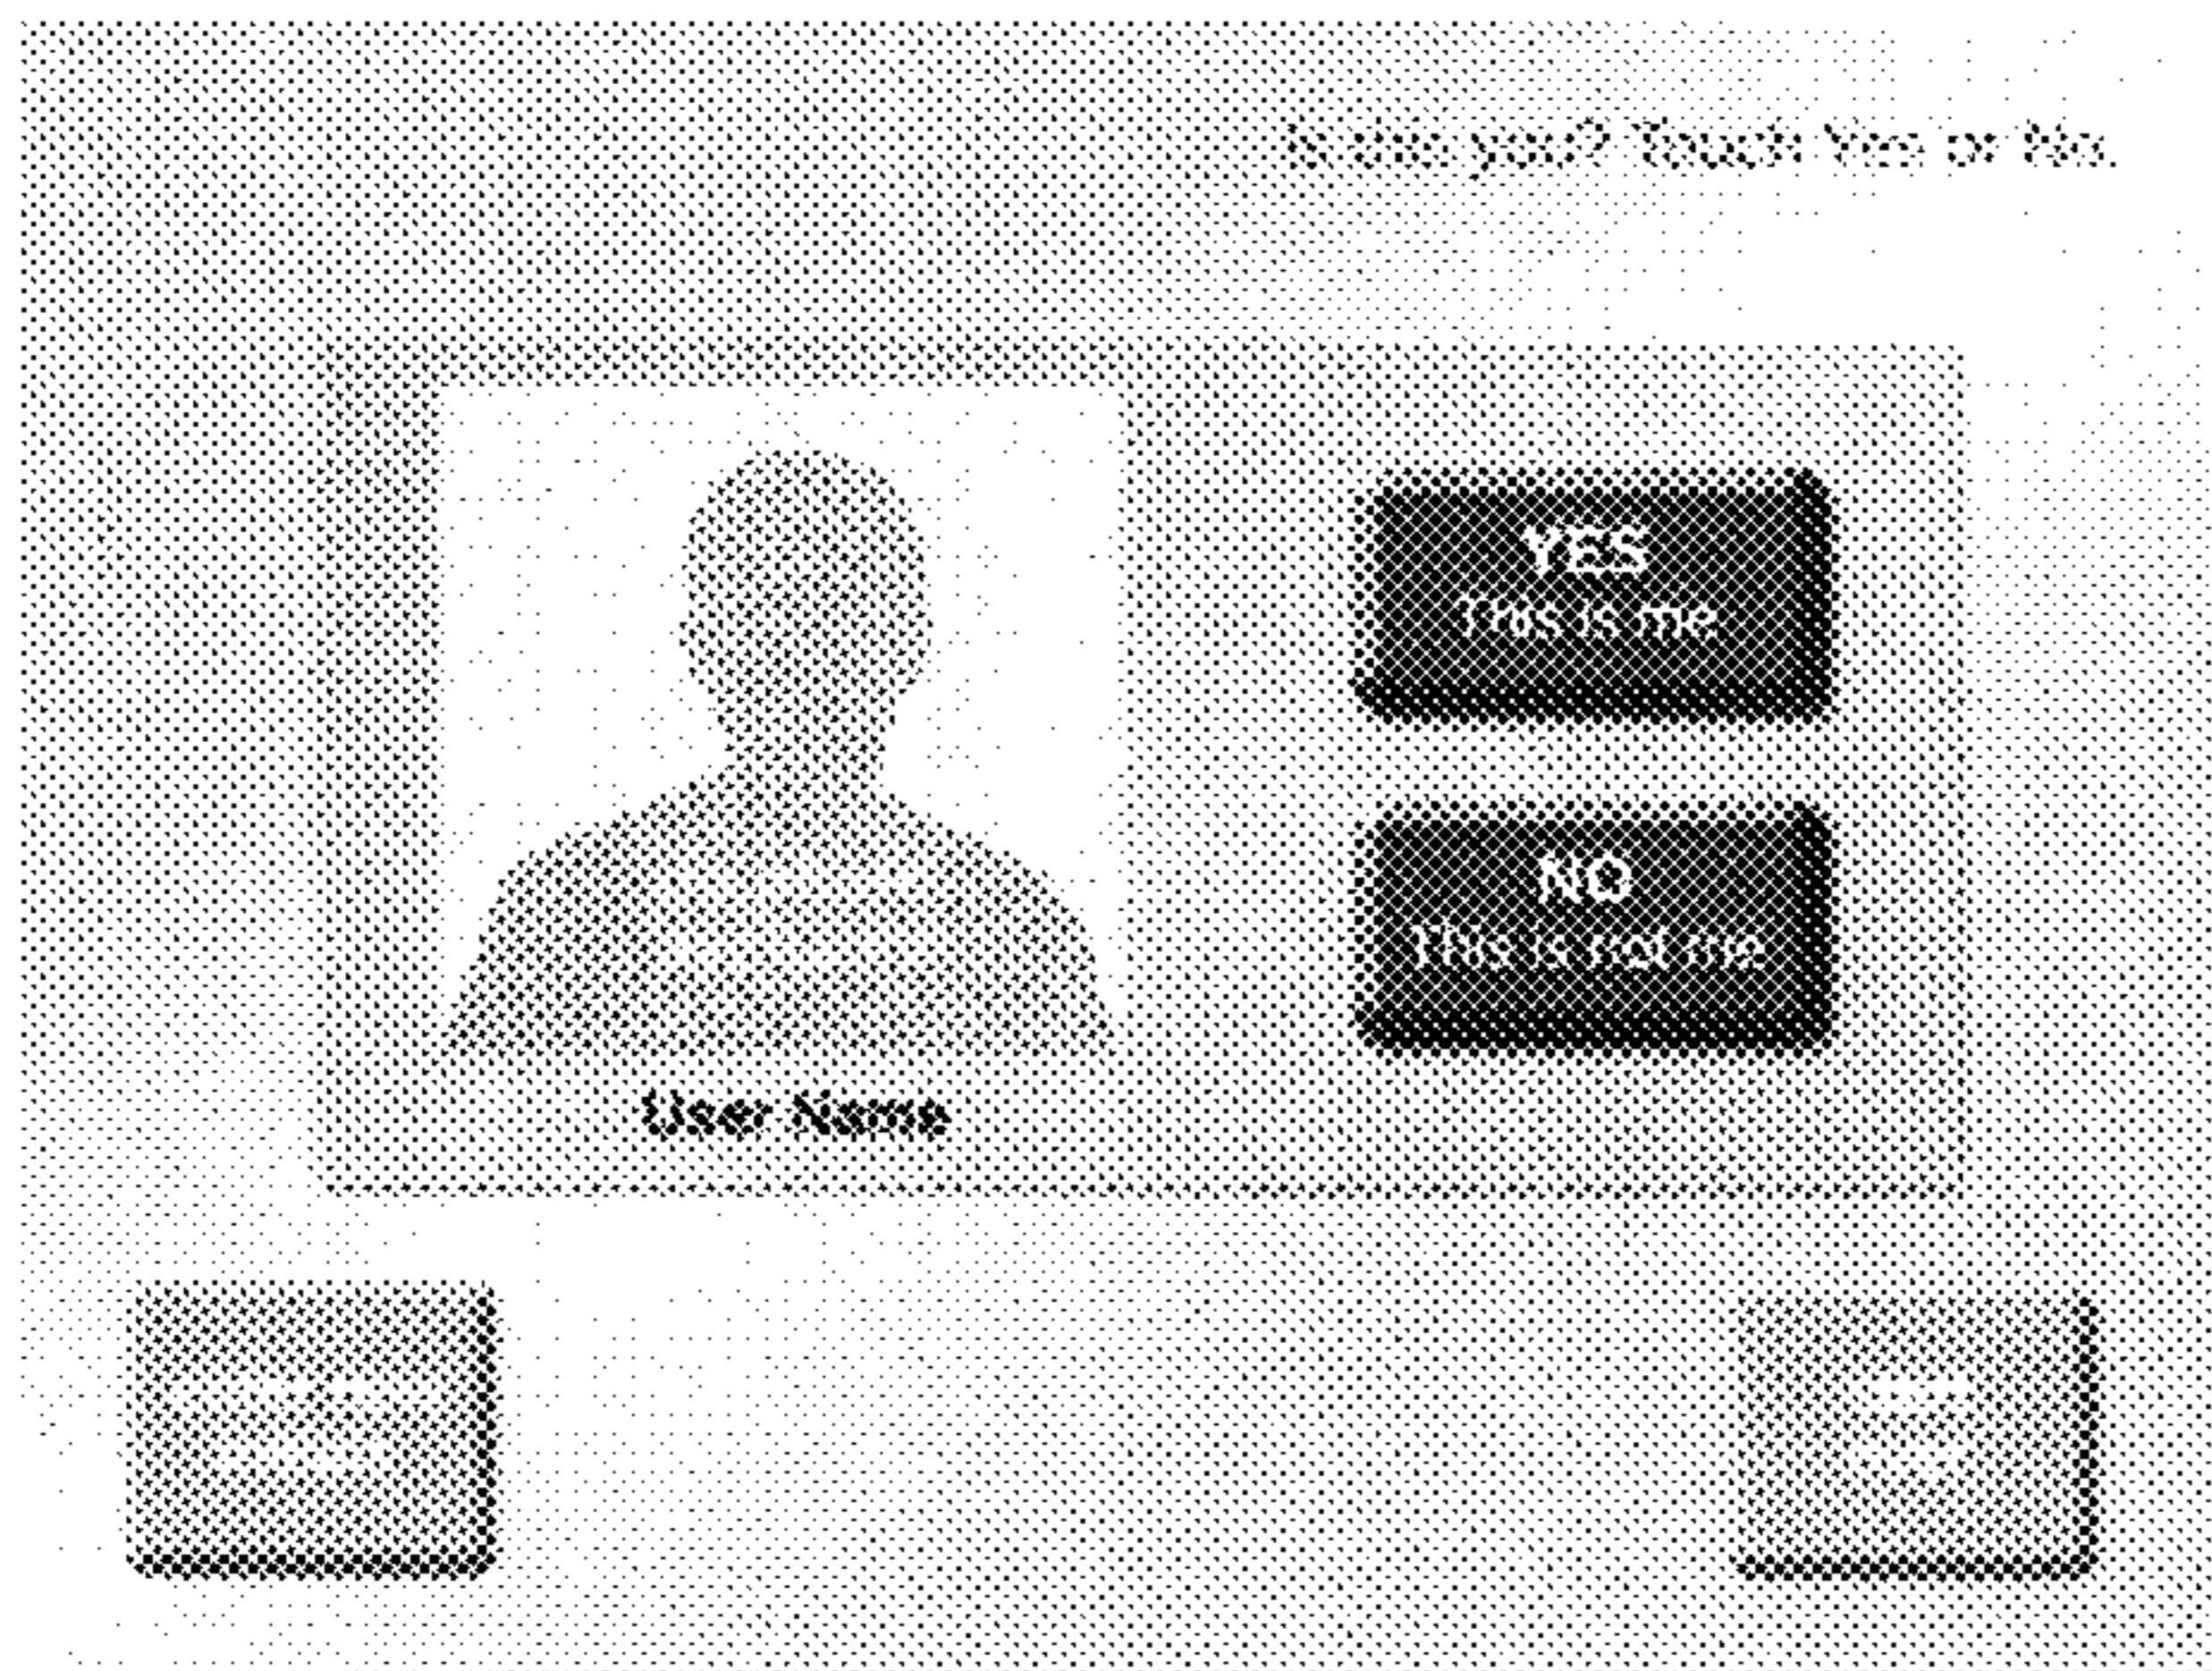 Is this you? Touch Yes or No.
YES
This is me
NO
This is not me
User Name